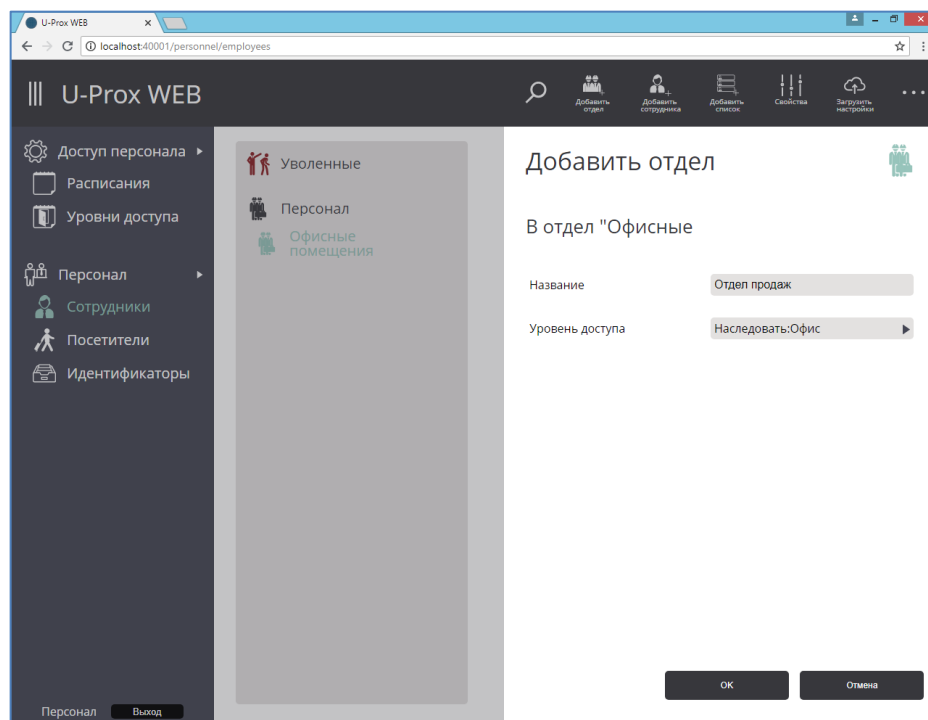 U-Prox WEB
localhost:40001/personnel/employees
U-Prox WEB
Добавить
отдел
Добавить
сотрудника
Добавить
список
Свойства
Загрузить
настройки
Доступ персонала
Расписания
Уровни доступа
Персонал
Сотрудники
Посетители
Идентификаторы
Персонал
Выход
Уволенные
Персонал
Офисные
помещения
Добавить отдел
В отдел "Офисные
Название
Отдел продаж
Уровень доступа
Наследовать:Офис
ОК
Отмена